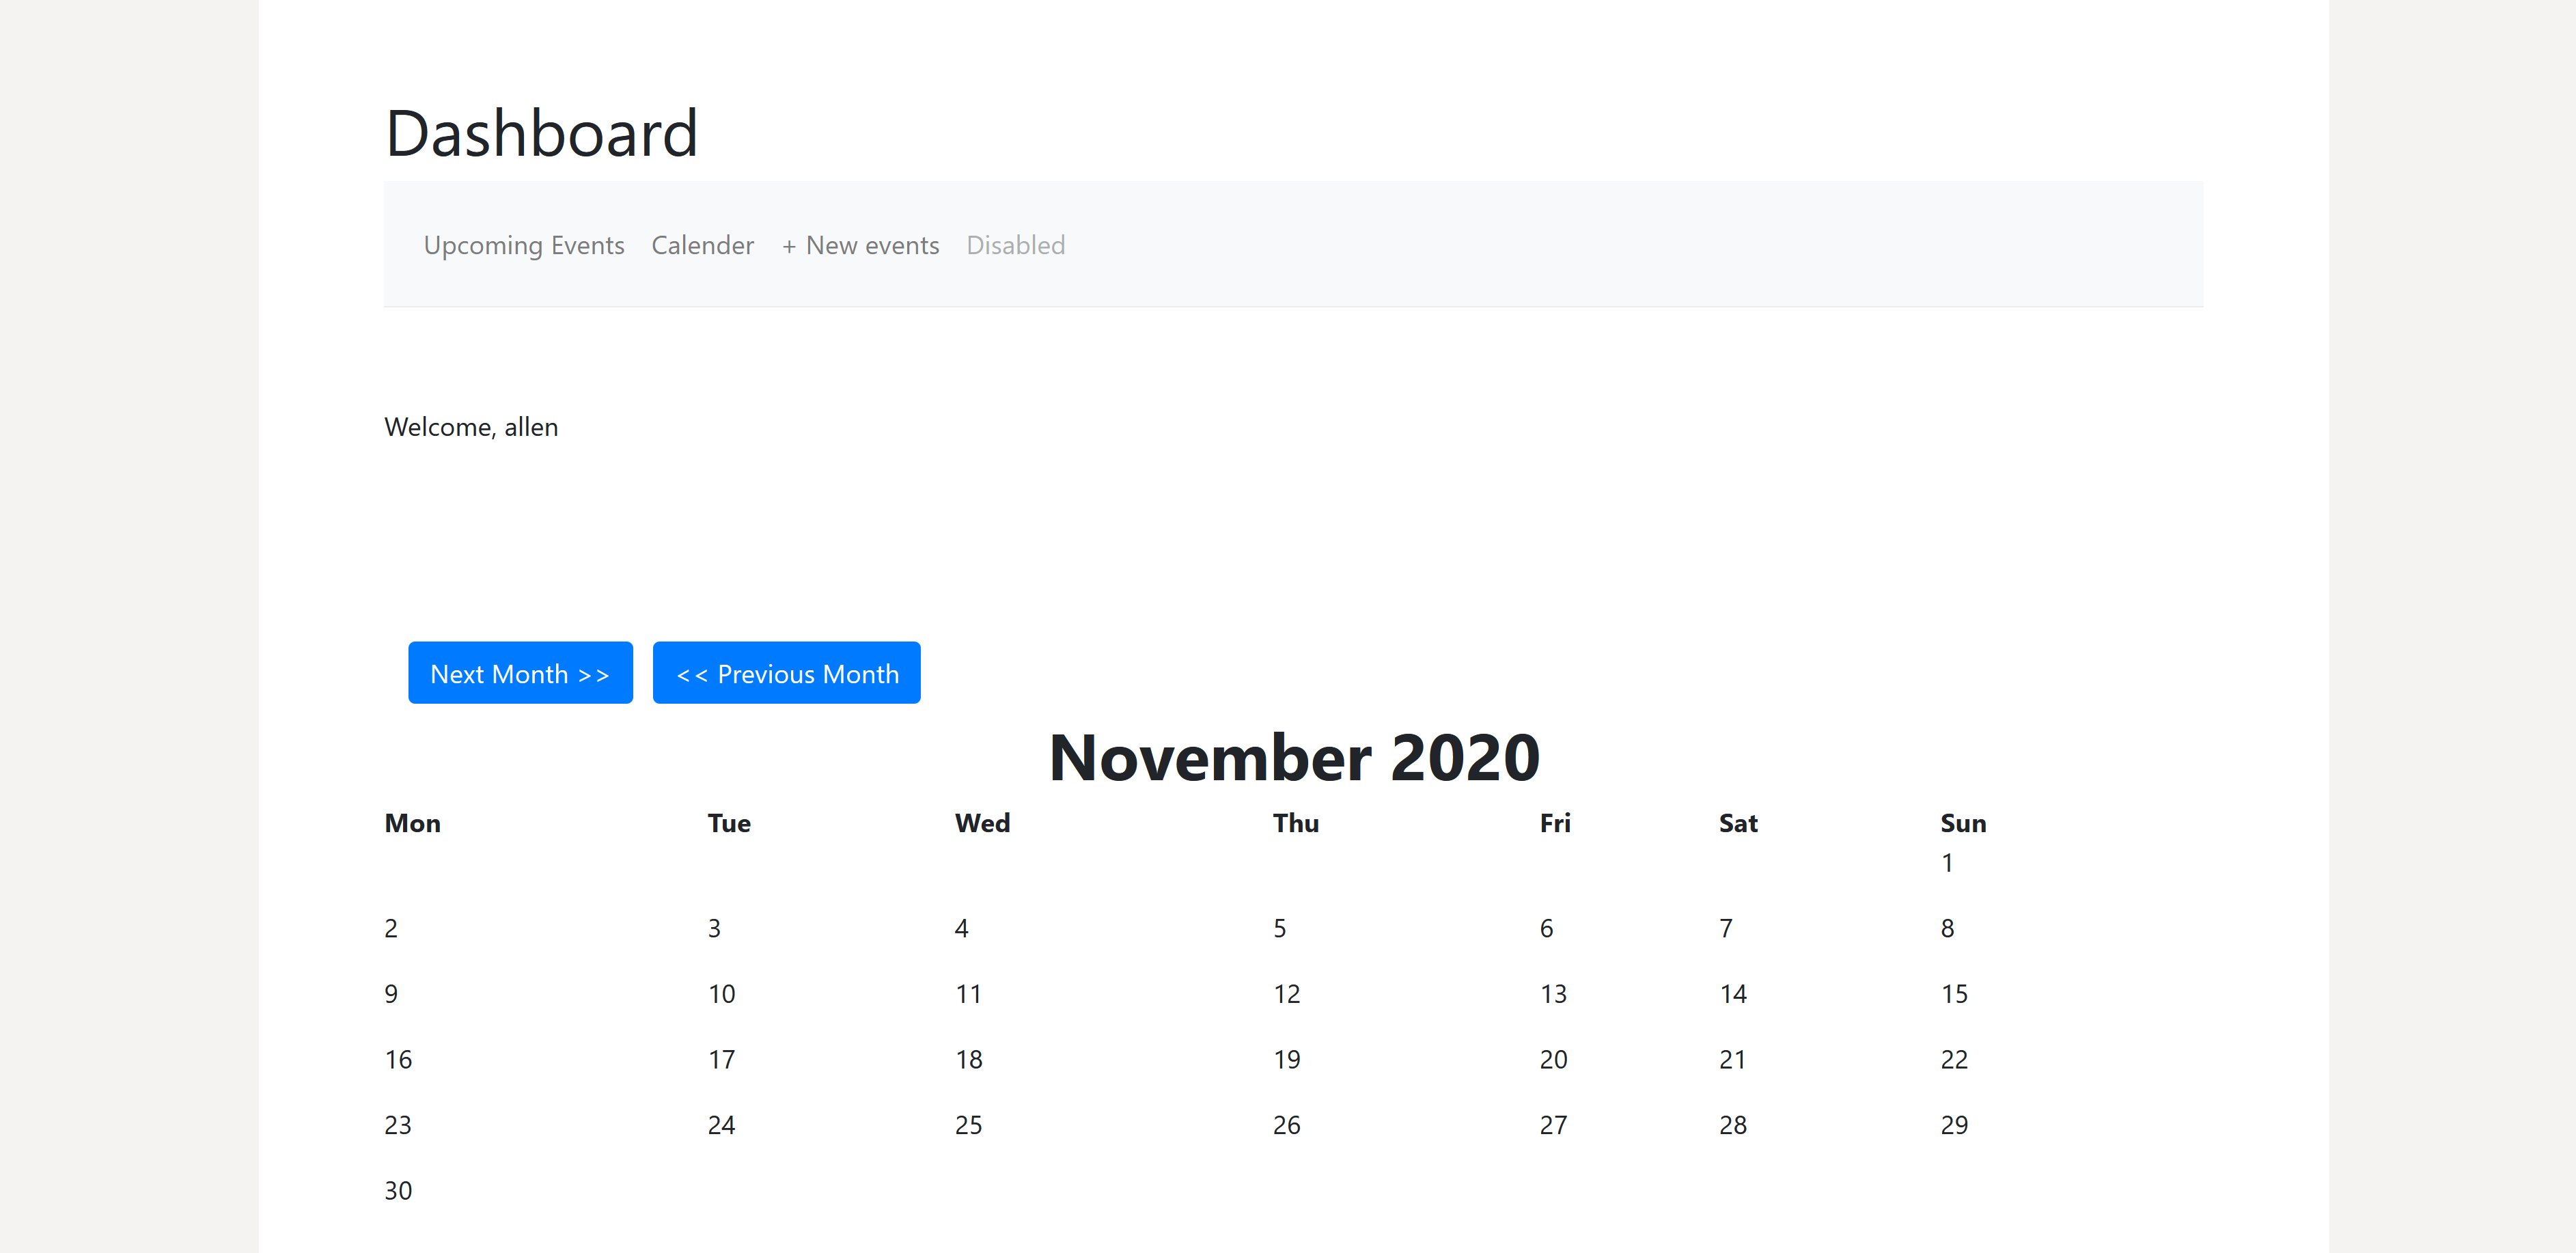 Dashboard
Upcoming Events Calender + New events Disabled
Welcome, allen
Next Month >> << Previous Month
November 2020
Mon Tue Wed Thu Fri Sat Sun
1
2 3 4 5 6 7 8
9 10 11 12 13 14 15
16 17 18 19 20 21 22
23 24 25 26 27 28 29
30